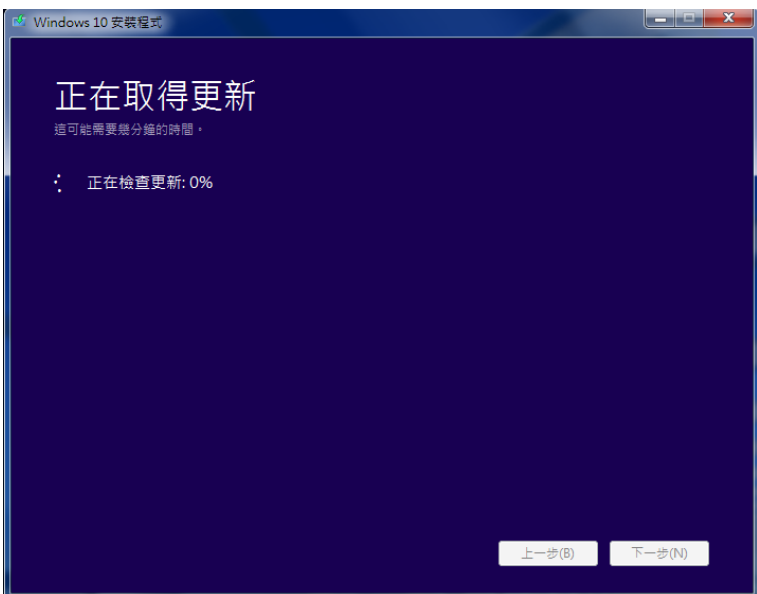 Windows 10 安裝程式
正在取得更新
這可能需要幾分鐘的時間。
正在檢查更新: 0%
上一步(B)
下一步(N)